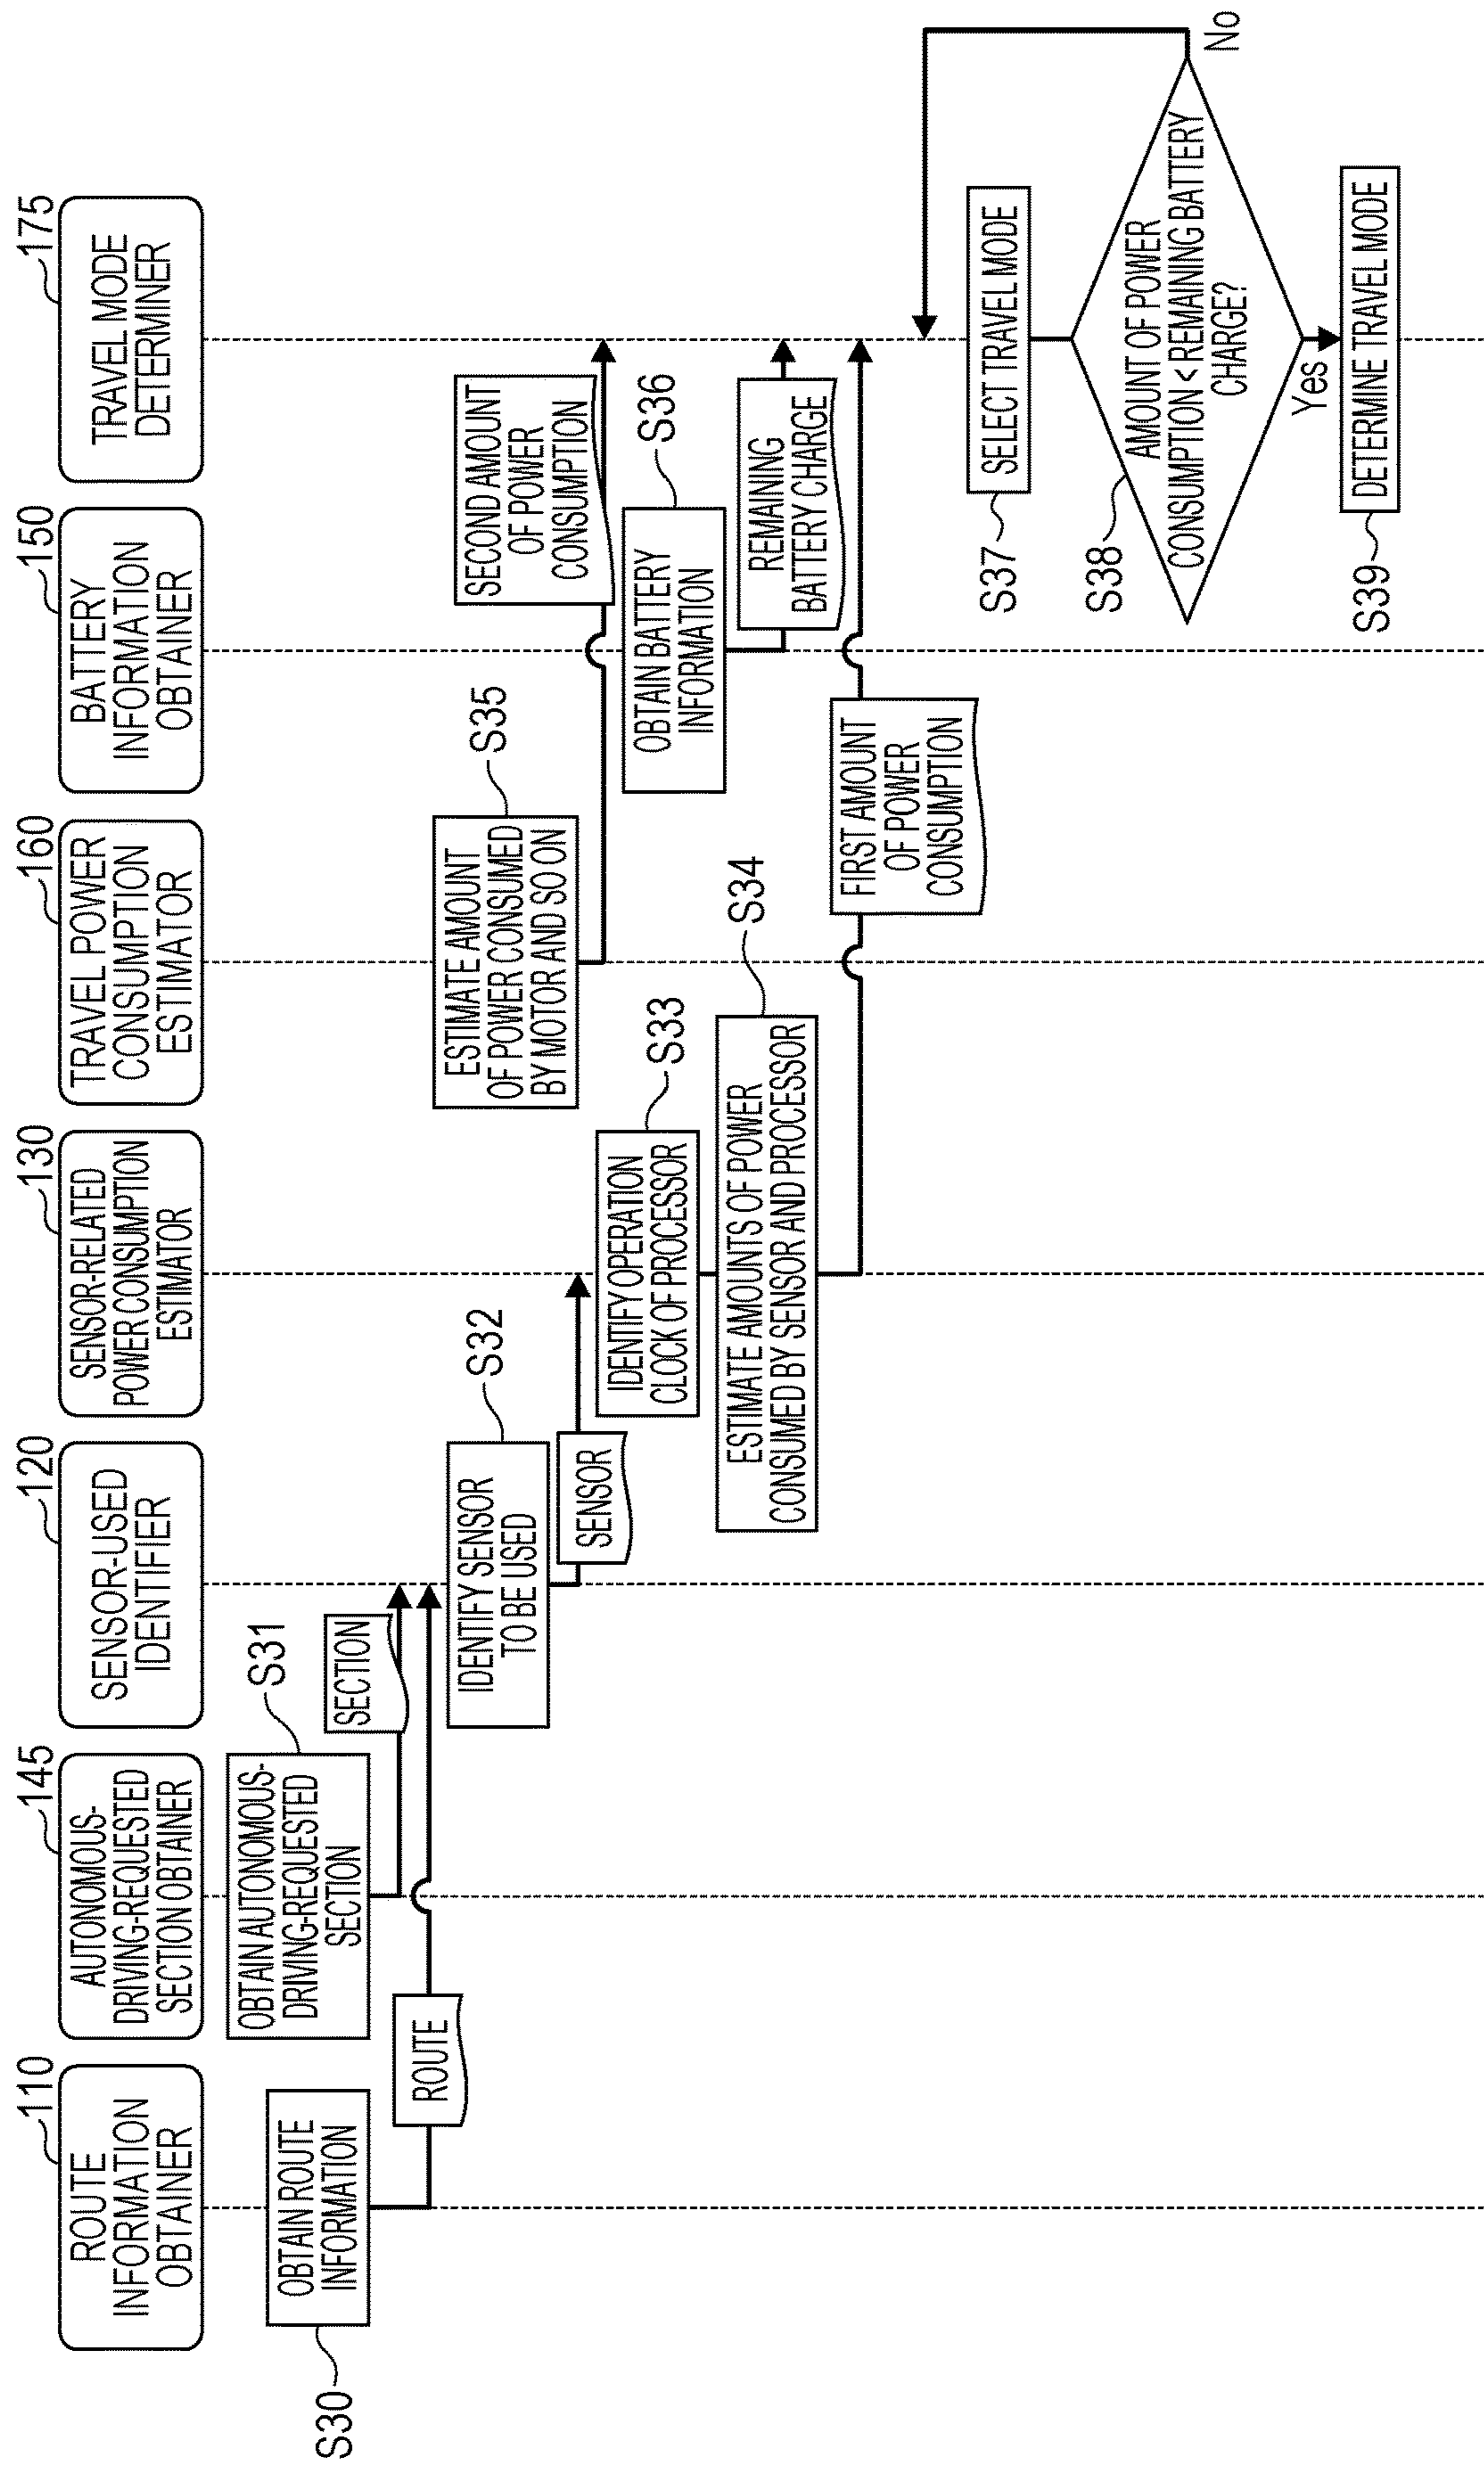 110
ROUTE
INFORMATION
OBTAINER
145
AUTONOMOUS-
DRIVING-REQUESTED
SECTION OBTAINER
120
SENSOR-USED
IDENTIFIER
130
SENSOR-RELATED
POWER CONSUMPTION
ESTIMATOR
160
TRAVEL POWER
CONSUMPTION
ESTIMATOR
150
BATTERY
INFORMATION
OBTAINER
175
TRAVEL MODE
DETERMINER
S30
OBTAIN ROUTE
INFORMATION
ROUTE
S31
OBTAIN AUTONOMOUS-
DRIVING-REQUESTED
SECTION
SECTION
S32
IDENTIFY SENSOR
TO BE USED
SENSOR
S33
IDENTIFY OPERATION
CLOCK OF PROCESSOR
S34
ESTIMATE AMOUNTS OF POWER
CONSUMED BY SENSOR AND PROCESSOR
FIRST AMOUNT
OF POWER
CONSUMPTION
S35
ESTIMATE AMOUNT
OF POWER CONSUMED
BY MOTOR AND SO ON
SECOND AMOUNT
OF POWER
CONSUMPTION
S36
OBTAIN BATTERY
INFORMATION
REMAINING
BATTERY CHARGE
S37
SELECT TRAVEL MODE
S38
AMOUNT OF POWER
CONSUMPTION < REMAINING BATTERY
CHARGE?
No
Yes
S39
DETERMINE TRAVEL MODE